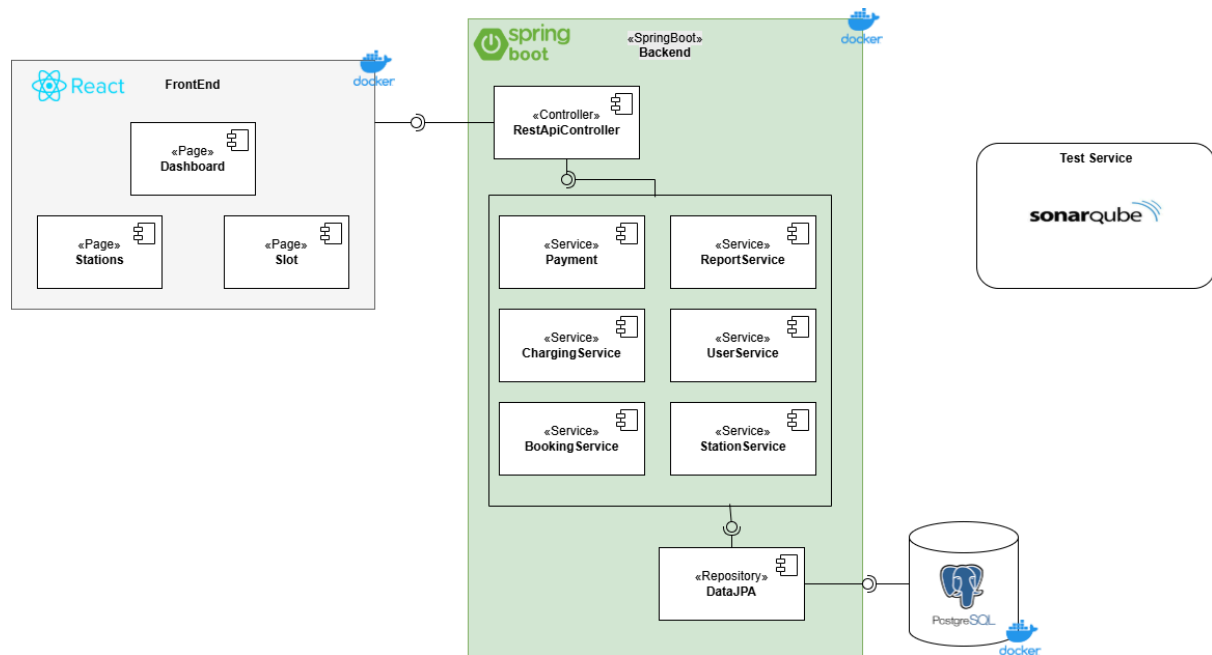 React
FrontEnd
docker
«Page»
Dashboard
«Page»
Stations
«Page»
Slot
spring
boot
«SpringBoot»
Backend
docker
«Controller»
RestApiController
«Service»
Payment
«Service»
ReportService
«Service»
ChargingService
«Service»
UserService
«Service»
BookingService
«Service»
StationService
«Repository»
DataJPA
PostgreSQL
docker
Test Service
sonarqube